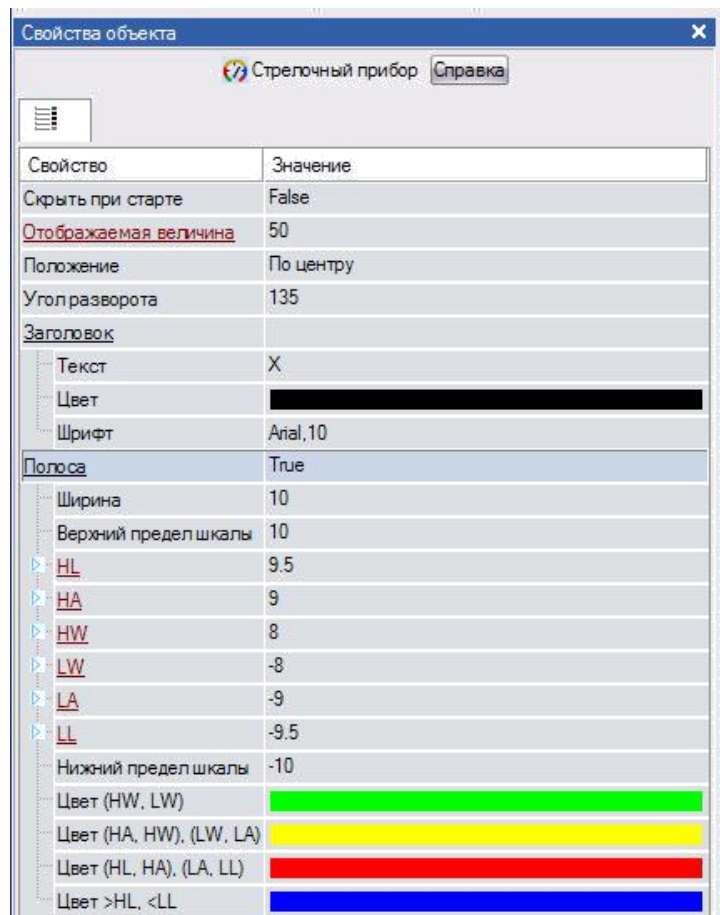 Свойства объекта
Стрелочный прибор Справка
Свойство Значение
Скрыть при старте False
Отображаемая величина 50
Положение По центру
Угол разворота 135
Заголовок
Текст X
Цвет
Шрифт Arial,10
Полоса True
Ширина 10
Верхний предел шкалы 10
HL 9.5
HA 9
HW 8
LW -8
LA -9
LL -9.5
Нижний предел шкалы -10
Цвет (HW, LW)
Цвет (HA, HW), (LW, LA)
Цвет (HL, HA), (LA, LL)
Цвет >HL, <LL